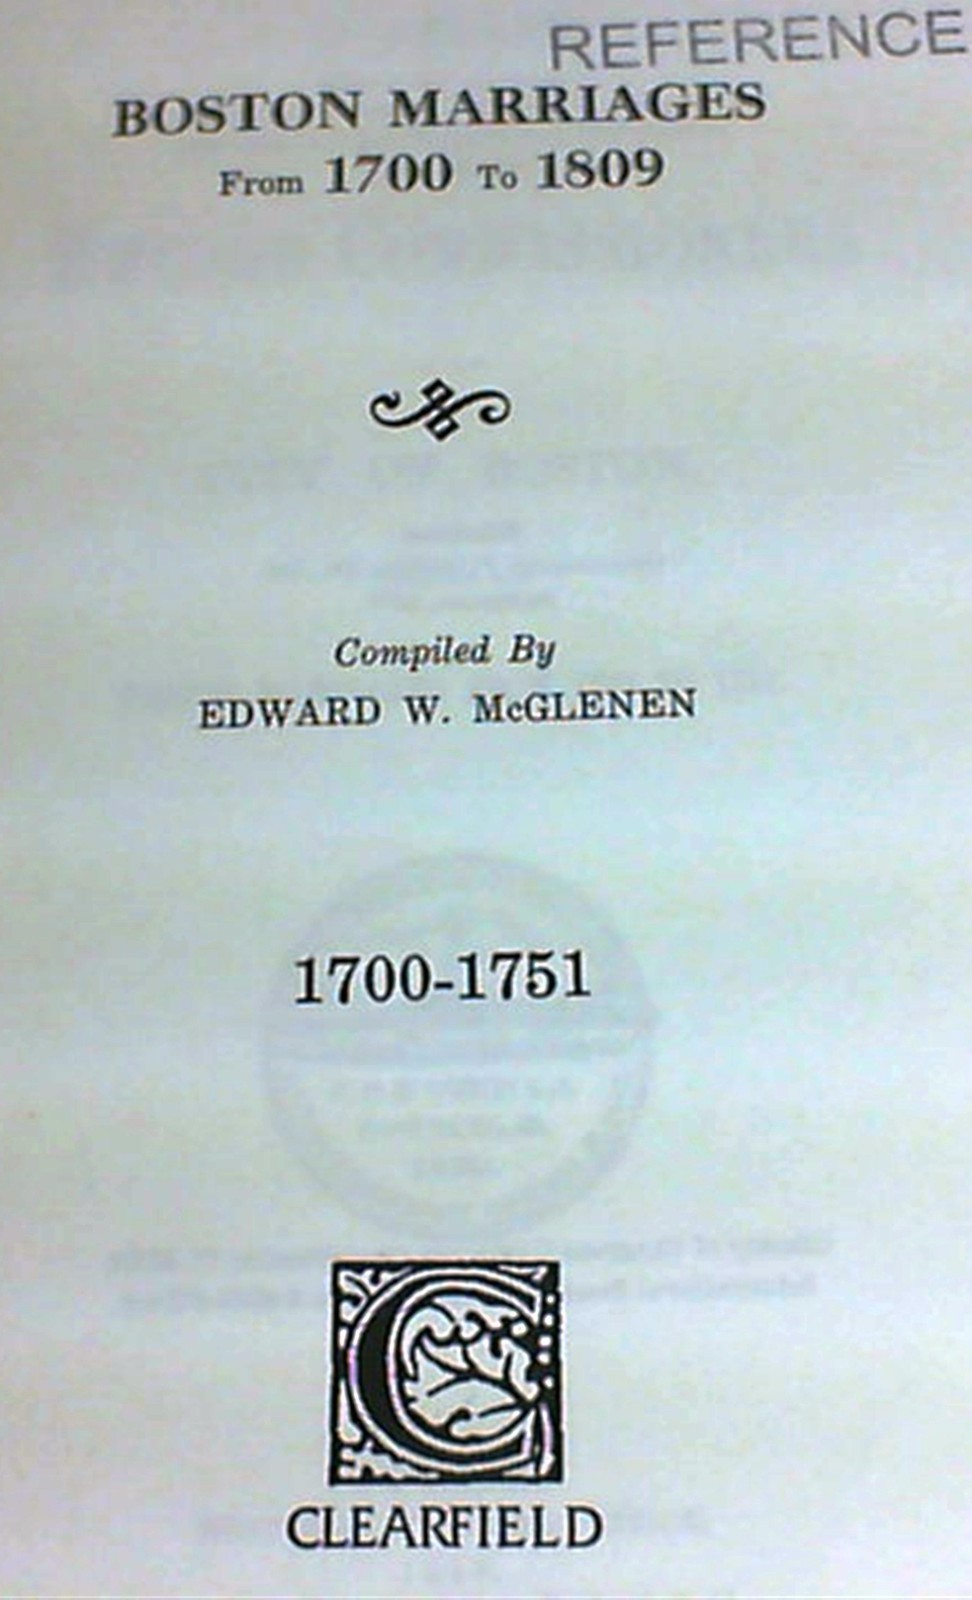 REFERENCE
BOSTON MARRIAGES
From 1700 To 1809
Compiled By
EDWARD W. McGLENEN
1700-1751
C
CLEARFIELD